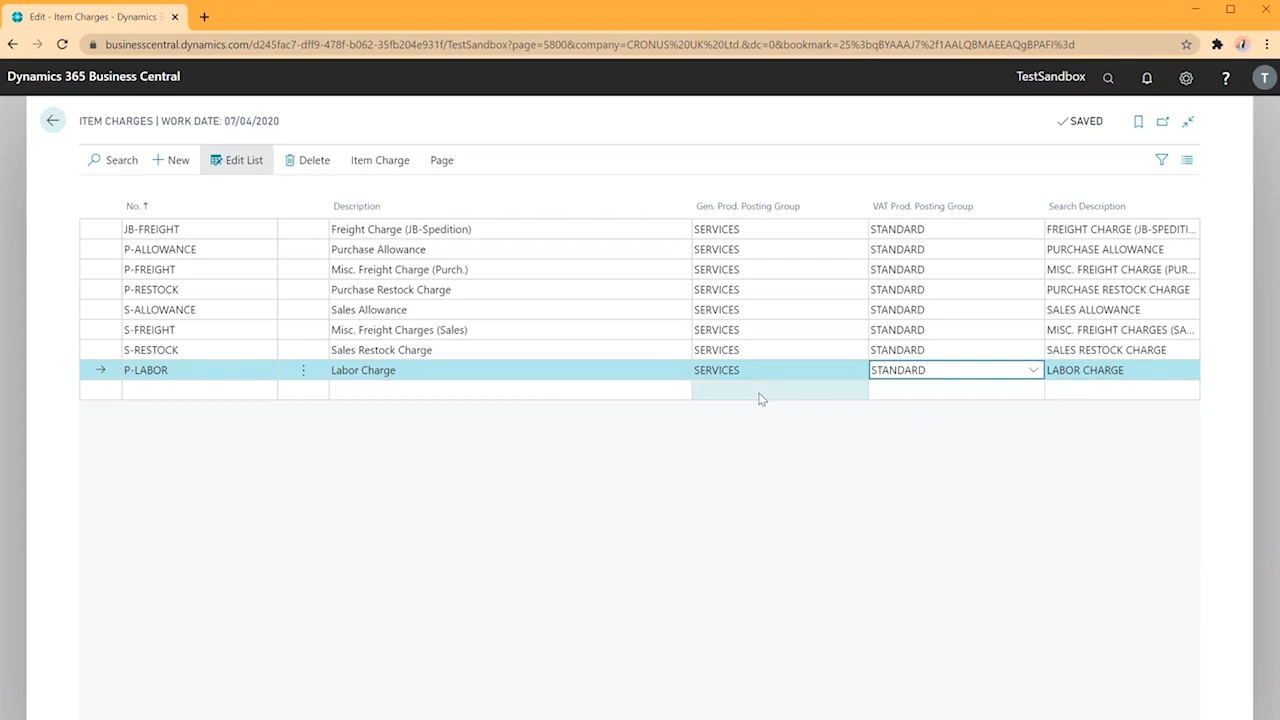 Edit - Item Charges - Dynamics 3
businesscentral.dynamics.com/d245fac7-dff9-478f-b062-35fb204e931f/TestSandbox?page=5800&company=CRONUS%20UK%20Ltd.&dc=0&bookmark=25%3bqBYAAAJ7%2f1AALQBMAEEAQgBPAFI%3d
Dynamics 365 Business Central TestSandbox ? T
ITEM CHARGES | WORK DATE: 07/04/2020 SAVED
Search New Edit List Delete Item Charge Page
No. ↑ Description Gen. Prod. Posting Group VAT Prod. Posting Group Search Description
JB-FREIGHT Freight Charge (JB-Spedition) SERVICES STANDARD FREIGHT CHARGE (JB-SPEDITI...
P-ALLOWANCE Purchase Allowance SERVICES STANDARD PURCHASE ALLOWANCE
P-FREIGHT Misc. Freight Charge (Purch.) SERVICES STANDARD MISC. FREIGHT CHARGE (PUR...
P-RESTOCK Purchase Restock Charge SERVICES STANDARD PURCHASE RESTOCK CHARGE
S-ALLOWANCE Sales Allowance SERVICES STANDARD SALES ALLOWANCE
S-FREIGHT Misc. Freight Charges (Sales) SERVICES STANDARD MISC. FREIGHT CHARGES (SA...
S-RESTOCK Sales Restock Charge SERVICES STANDARD SALES RESTOCK CHARGE
P-LABOR Labor Charge SERVICES STANDARD LABOR CHARGE